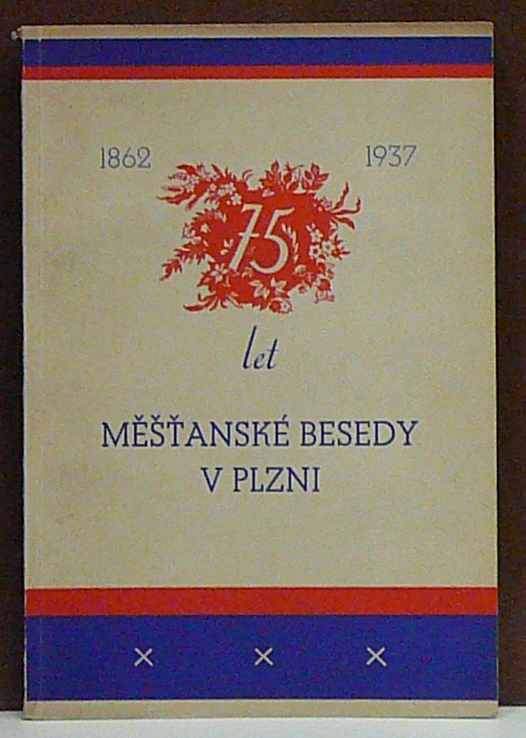 1862 1937
75
let
MĚŠŤANSKÉ BESEDY
V PLZNI